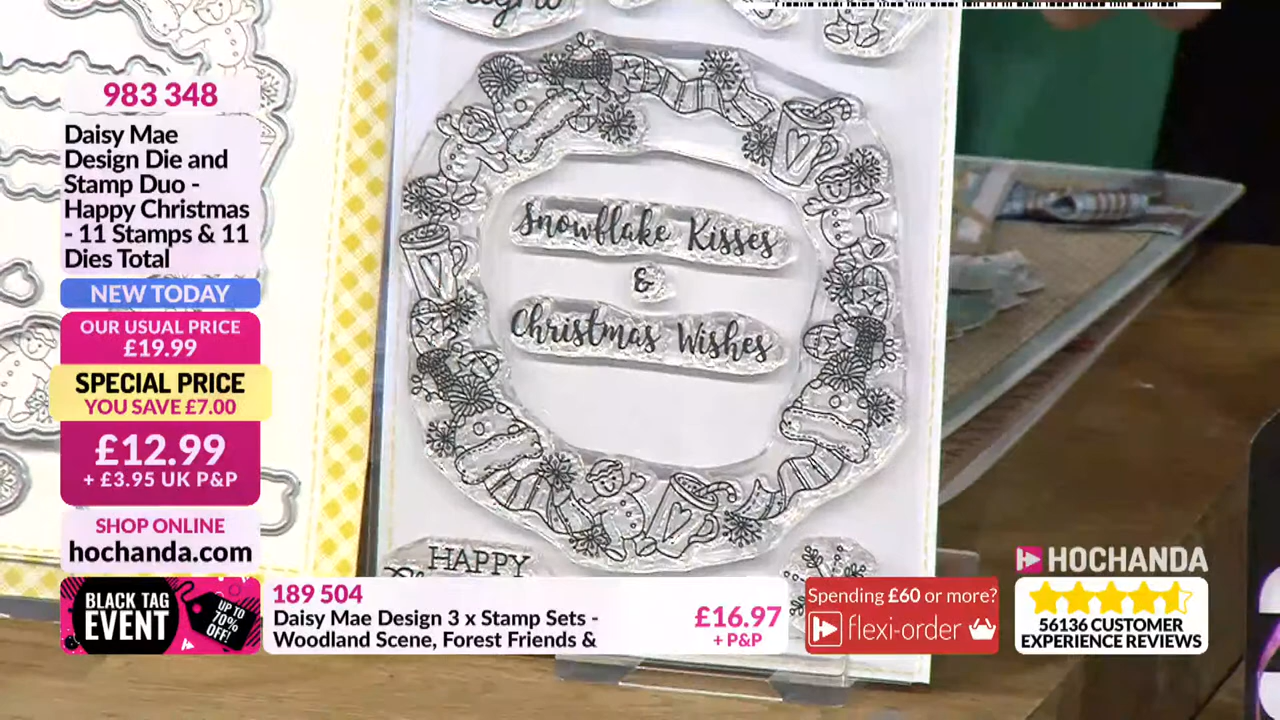 983 348
Daisy Mae
Design Die and
Stamp Duo -
Happy Christmas
- 11 Stamps & 11
Dies Total
NEW TODAY
OUR USUAL PRICE
£19.99
SPECIAL PRICE
YOU SAVE £7.00
£12.99
+ £3.95 UK P&P
SHOP ONLINE
hochanda.com
Snowflake Kisses
&
Christmas Wishes
HAPPY
BLACK TAG
EVENT
UP TO
70%
OFF!
189 504
Daisy Mae Design 3 x Stamp Sets -
Woodland Scene, Forest Friends &
£16.97
+ P&P
Spending £60 or more?
flexi-order
HOCHANDA
56136 CUSTOMER
EXPERIENCE REVIEWS